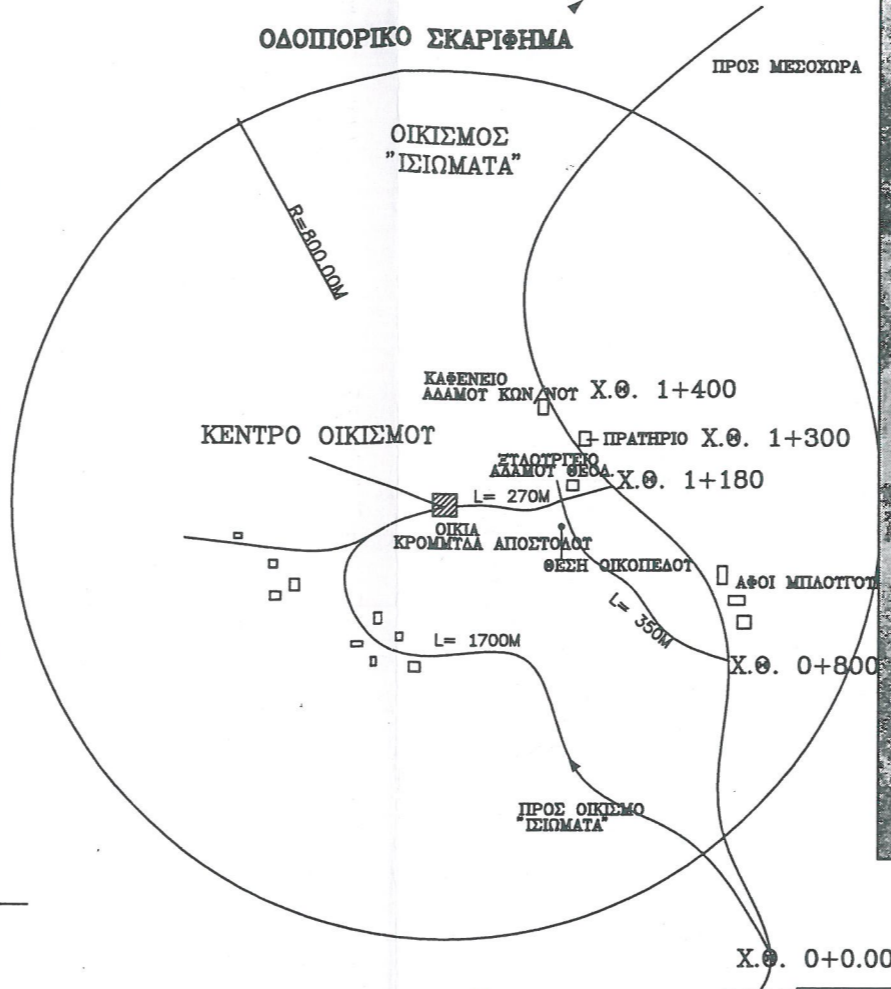 ΟΔΟΙΠΟΡΙΚΟ ΣΚΑΡΙΦΗΜΑ
ΠΡΟΣ ΜΕΣΟΧΩΡΑ
ΟΙΚΙΣΜΟΣ
"ΙΣΙΩΜΑΤΑ"
R=800.00M
ΚΑΦΕΝΕΙΟ
ΑΔΑΜΟΥ ΚΩΝ/ΝΟΥ Χ.Θ. 1+400
ΚΕΝΤΡΟ ΟΙΚΙΣΜΟΥ
ΠΡΑΤΗΡΙΟ Χ.Θ. 1+300
ΞΥΛΟΥΡΓΕΙΟ
ΑΔΑΜΟΥ ΘΕΟΔ. Χ.Θ. 1+180
L= 270M
ΟΙΚΙΑ
ΚΡΟΜΜΥΔΑ ΑΠΟΣΤΟΛΟΥ
ΘΕΣΗ ΟΙΚΟΠΕΔΟΥ
ΑΦΟΙ ΜΠΛΟΥΓΟΥ
L= 350M
L= 1700M
Χ.Θ. 0+800
ΠΡΟΣ ΟΙΚΙΣΜΟ
"ΙΣΙΩΜΑΤΑ"
Χ.Θ. 0+0.00